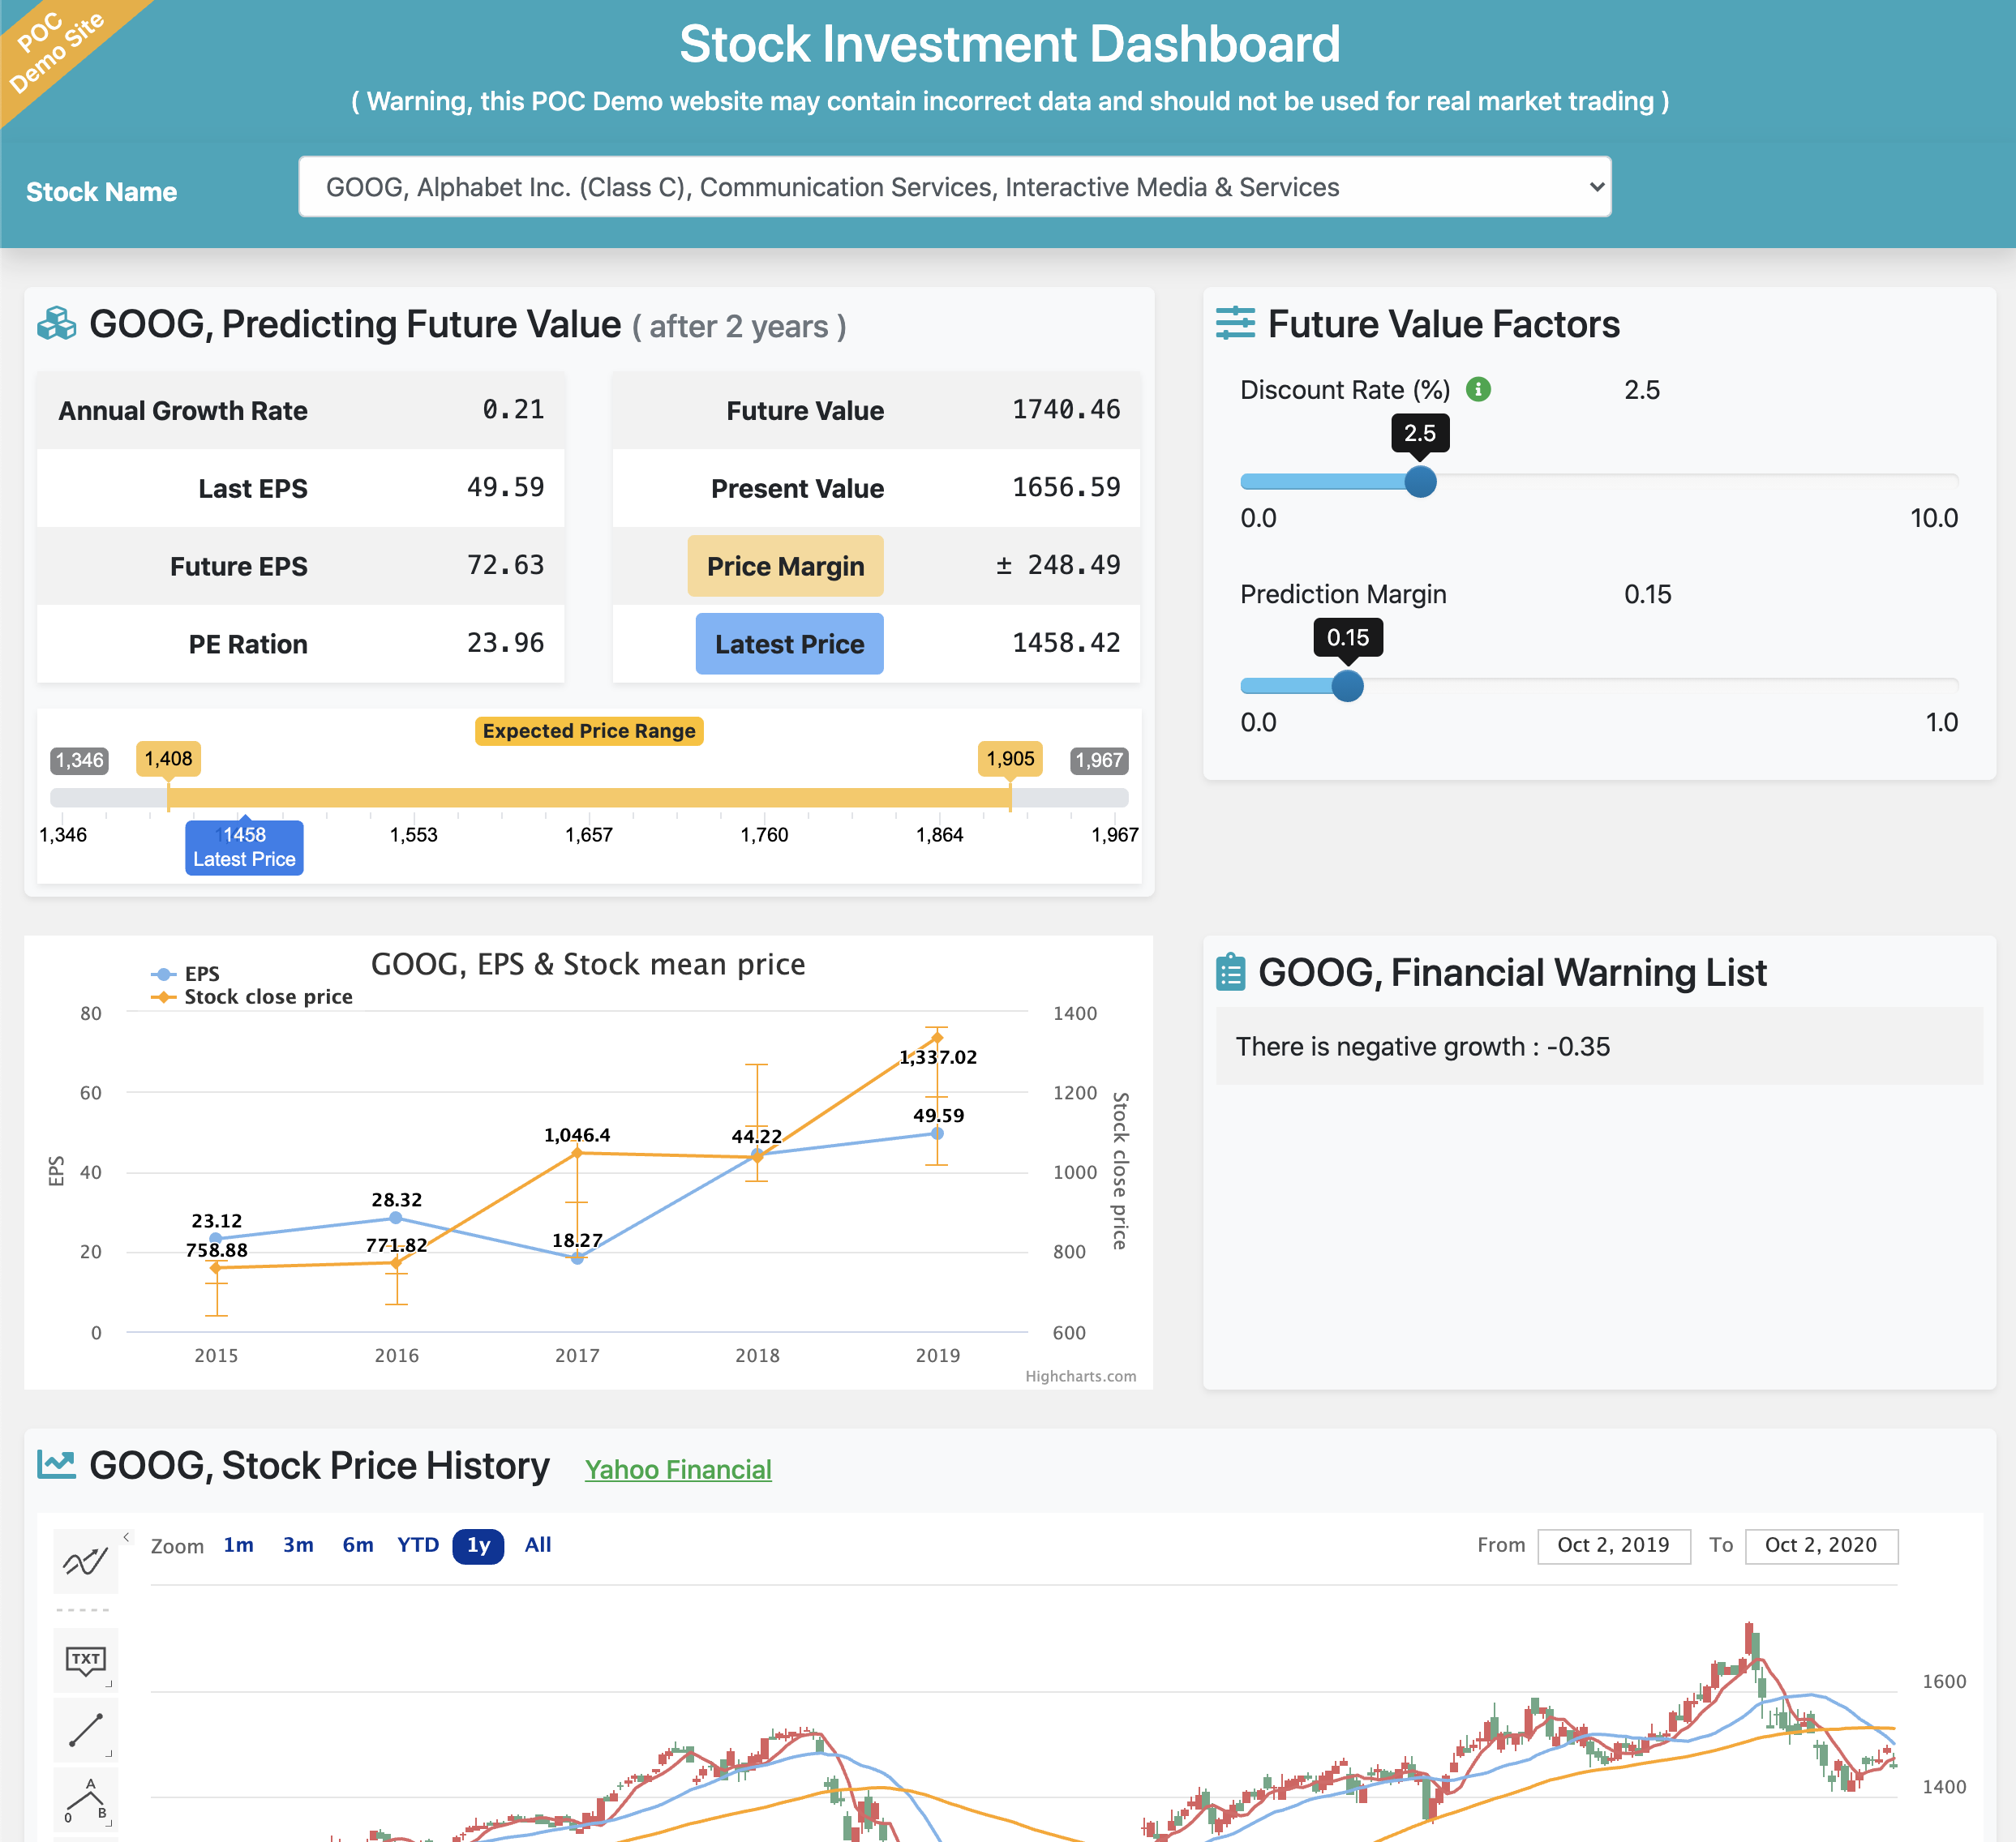 POC
Demo Site
Stock Investment Dashboard
( Warning, this POC Demo website may contain incorrect data and should not be used for real market trading )
Stock Name
GOOG, Alphabet Inc. (Class C), Communication Services, Interactive Media & Services
GOOG, Predicting Future Value ( after 2 years )
Annual Growth Rate 0.21
Last EPS 49.59
Future EPS 72.63
PE Ration 23.96
Future Value 1740.46
Present Value 1656.59
Price Margin ± 248.49
Latest Price 1458.42
Expected Price Range
1,346 1,408 1,905 1,967
1,346 1458 1,553 1,657 1,760 1,864 1,967
Latest Price
Future Value Factors
Discount Rate (%) 2.5
2.5
0.0 10.0
Prediction Margin 0.15
0.15
0.0 1.0
GOOG, EPS & Stock mean price
EPS
Stock close price
80 1400
60 1200
40 1000
20 800
0 600
EPS
Stock close price
23.12
758.88
28.32
771.82
1,046.4
18.27
44.22
1,337.02
49.59
2015 2016 2017 2018 2019
Highcharts.com
GOOG, Financial Warning List
There is negative growth : -0.35
GOOG, Stock Price History Yahoo Financial
Zoom 1m 3m 6m YTD 1y All
From Oct 2, 2019 To Oct 2, 2020
TXT
A
0 B
1600
1400